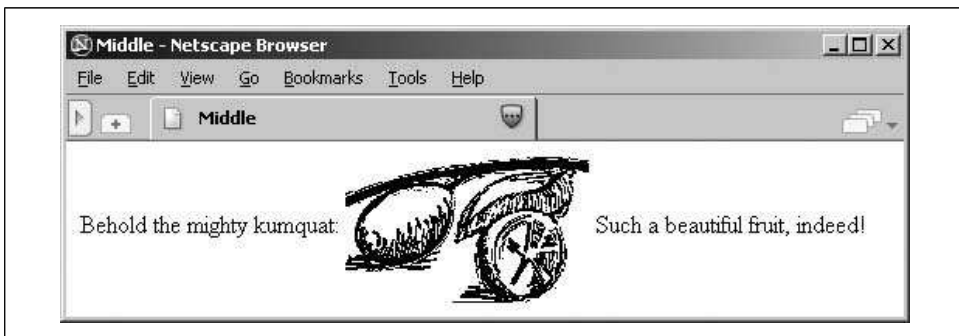 Middle - Netscape Browser
File Edit View Go Bookmarks Tools Help
Middle
Behold the mighty kumquat: Such a beautiful fruit, indeed!